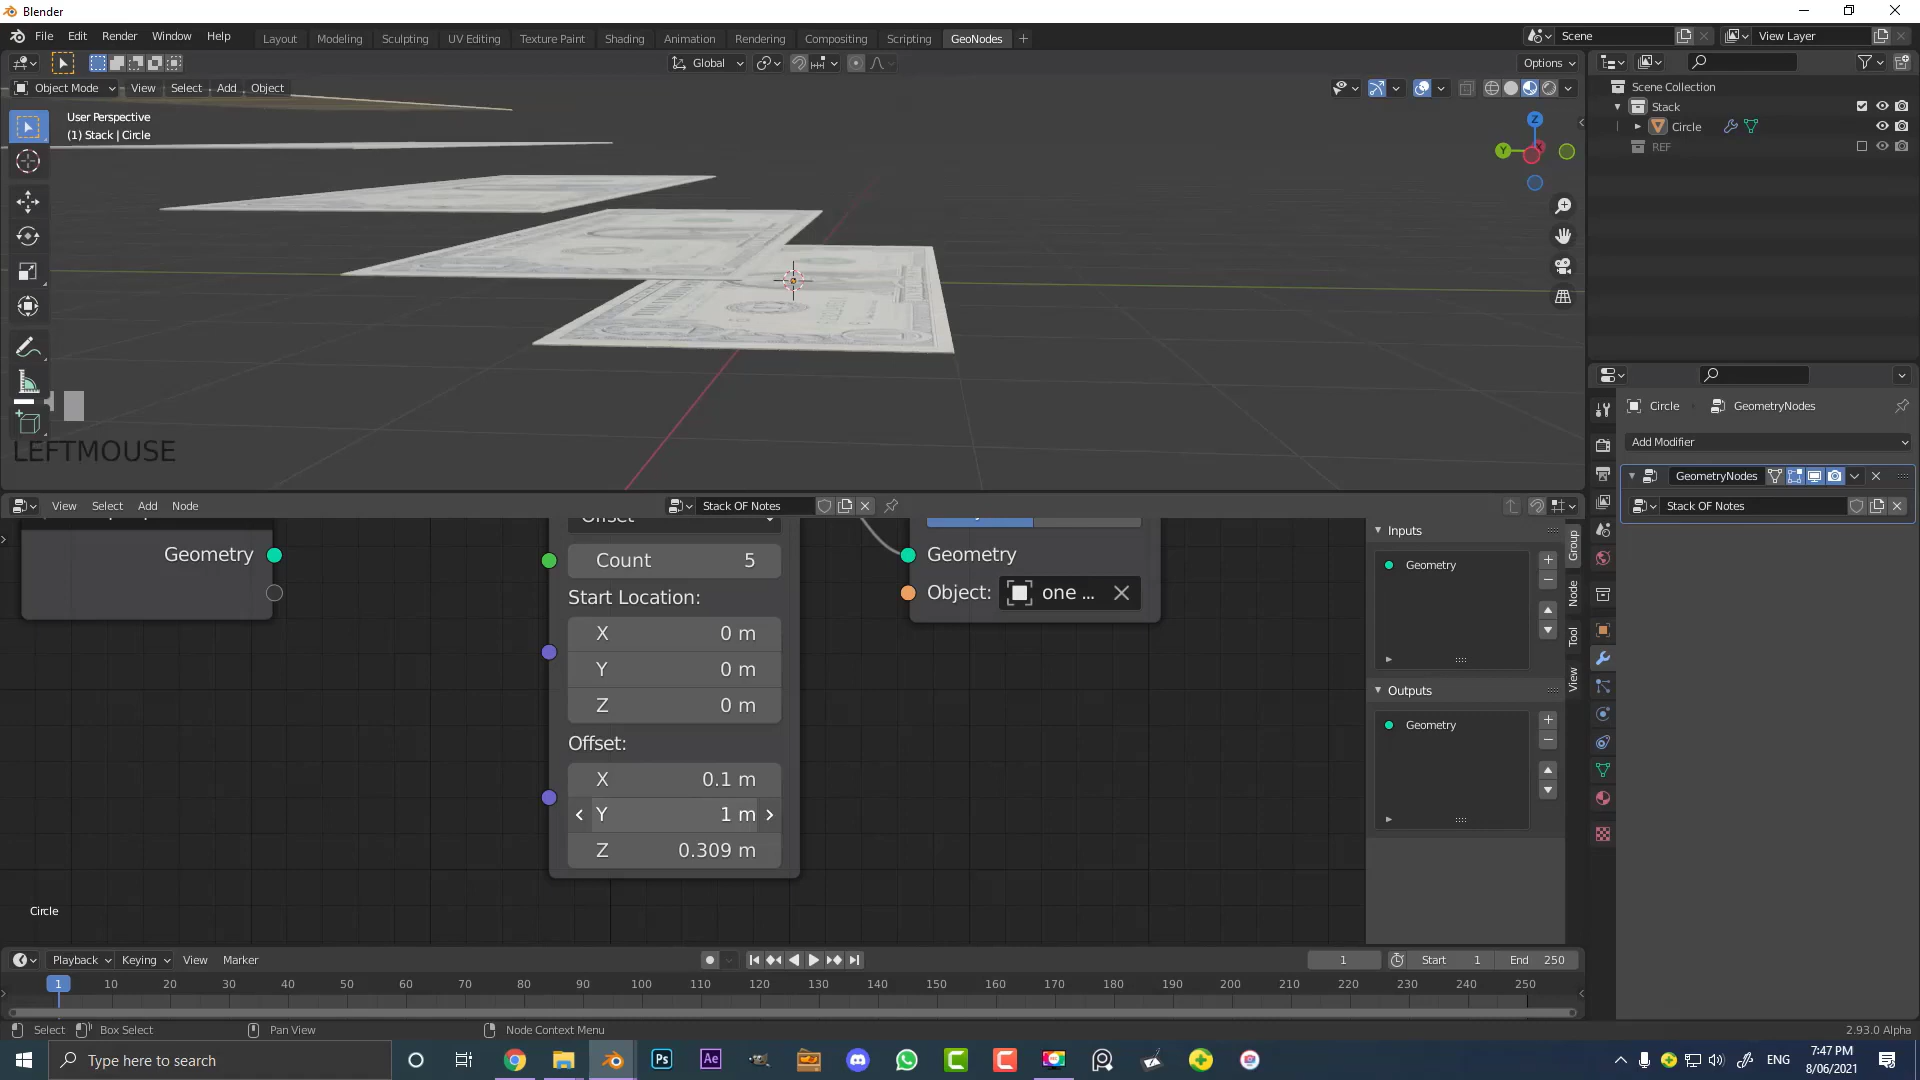 Blender
File Edit Render Window Help
Layout Modeling Sculpting UV Editing Texture Paint Shading Animation Rendering Compositing Scripting GeoNodes
Scene View Layer
Global Options
Object Mode View Select Add Object
User Perspective
(1) Stack | Circle
Z
Y
X
LEFTMOUSE
Scene Collection
Stack
Circle
REF
Circle GeometryNodes
Add Modifier
GeometryNodes
Stack OF Notes
View Select Add Node
Stack OF Notes
Geometry
Offset
Count 5
Start Location:
X 0 m
Y 0 m
Z 0 m
Offset:
X 0.1 m
Y 1 m
Z 0.309 m
Geometry
Object: one ...
Inputs
Geometry
Outputs
Geometry
Group
Node
Tool
View
Circle
Playback Keying View Marker
1 Start 1 End 250
1 10 20 30 40 50 60 70 80 90 100 110 120 130 140 150 160 170 180 190 200 210 220 230 240 250
Select Box Select Pan View Node Context Menu 2.93.0 Alpha
Type here to search
Ps Ae
ENG
7:47 PM
8/06/2021